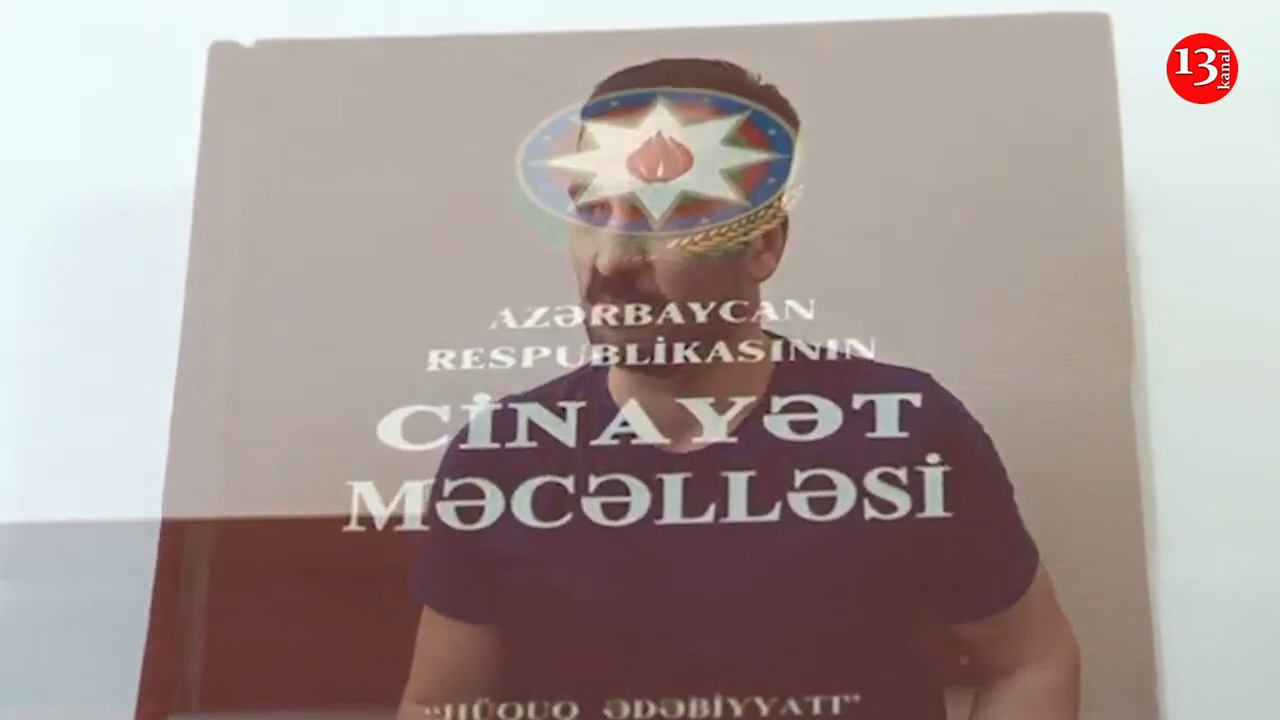 13
kanal
AZƏRBAYCAN
RESPUBLİKASININ
CİNAYƏT
MƏCƏLLƏSİ
"HÜQUQ ƏDƏBİYYATI"